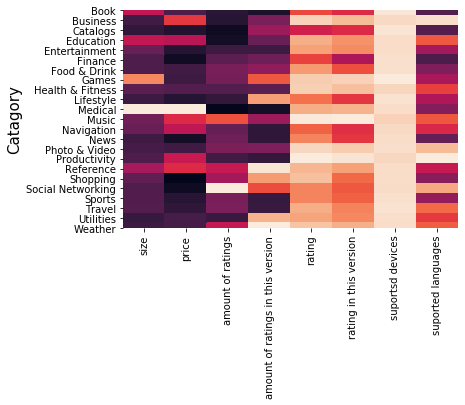 Catagory
Book
Business
Catalogs
Education
Entertainment
Finance
Food & Drink
Games
Health & Fitness
Lifestyle
Medical
Music
Navigation
News
Photo & Video
Productivity
Reference
Shopping
Social Networking
Sports
Travel
Utilities
Weather
size
price
amount of ratings
amount of ratings in this version
rating
rating in this version
suportsd devices
suported languages